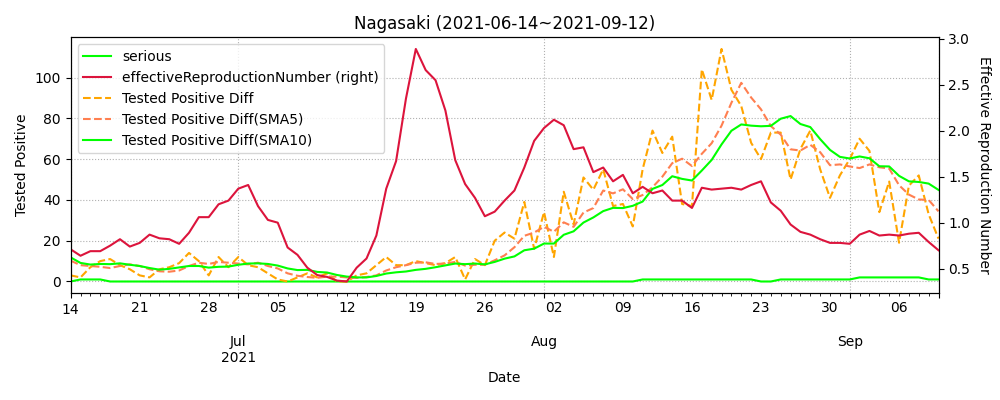 Nagasaki (2021-06-14~2021-09-12)
serious
effectiveReproductionNumber (right)
Tested Positive Diff
Tested Positive Diff(SMA5)
Tested Positive Diff(SMA10)
Tested Positive
100
80
60
40
20
0
3.0
2.5
2.0
1.5
1.0
0.5
Effective Reproduction Number
14 21 28 05 12 19 26 02 09 16 23 30 06
Jul Aug Sep
2021
Date